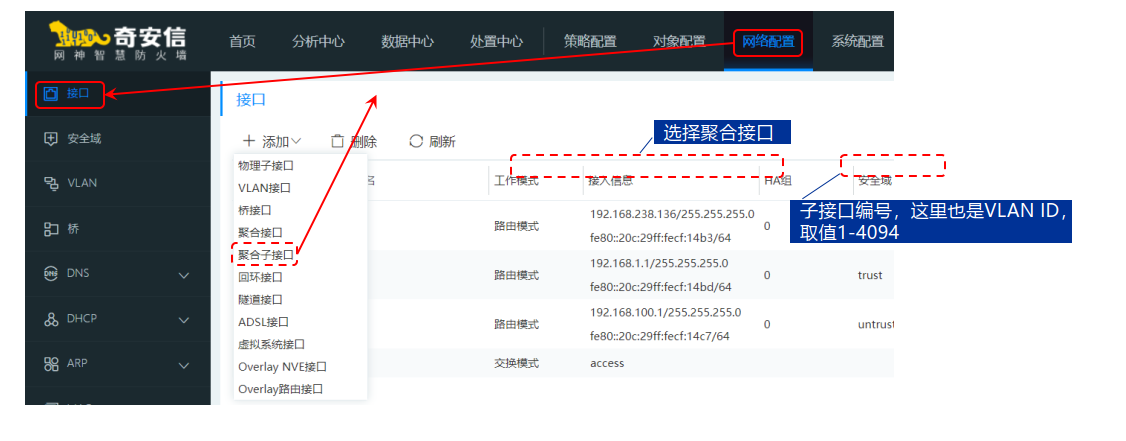 奇安信
网神智慧防火墙
首页 分析中心 数据中心 处置中心 策略配置 对象配置 网络配置 系统配置
接口
安全域
VLAN
桥
DNS
DHCP
ARP
接口
添加 删除 刷新
选择聚合接口
物理子接口
VLAN接口
桥接口
聚合接口
聚合子接口
回环接口
隧道接口
ADSL接口
虚拟系统接口
Overlay NVE接口
Overlay路由接口
名 工作模式 接入信息 HA组 安全域
子接口编号，这里也是VLAN ID，
取值1-4094
路由模式 192.168.238.136/255.255.255.0 0
fe80::20c:29ff:fecf:14b3/64
路由模式 192.168.1.1/255.255.255.0 0 trust
fe80::20c:29ff:fecf:14bd/64
路由模式 192.168.100.1/255.255.255.0 0 untrust
fe80::20c:29ff:fecf:14c7/64
交换模式 access